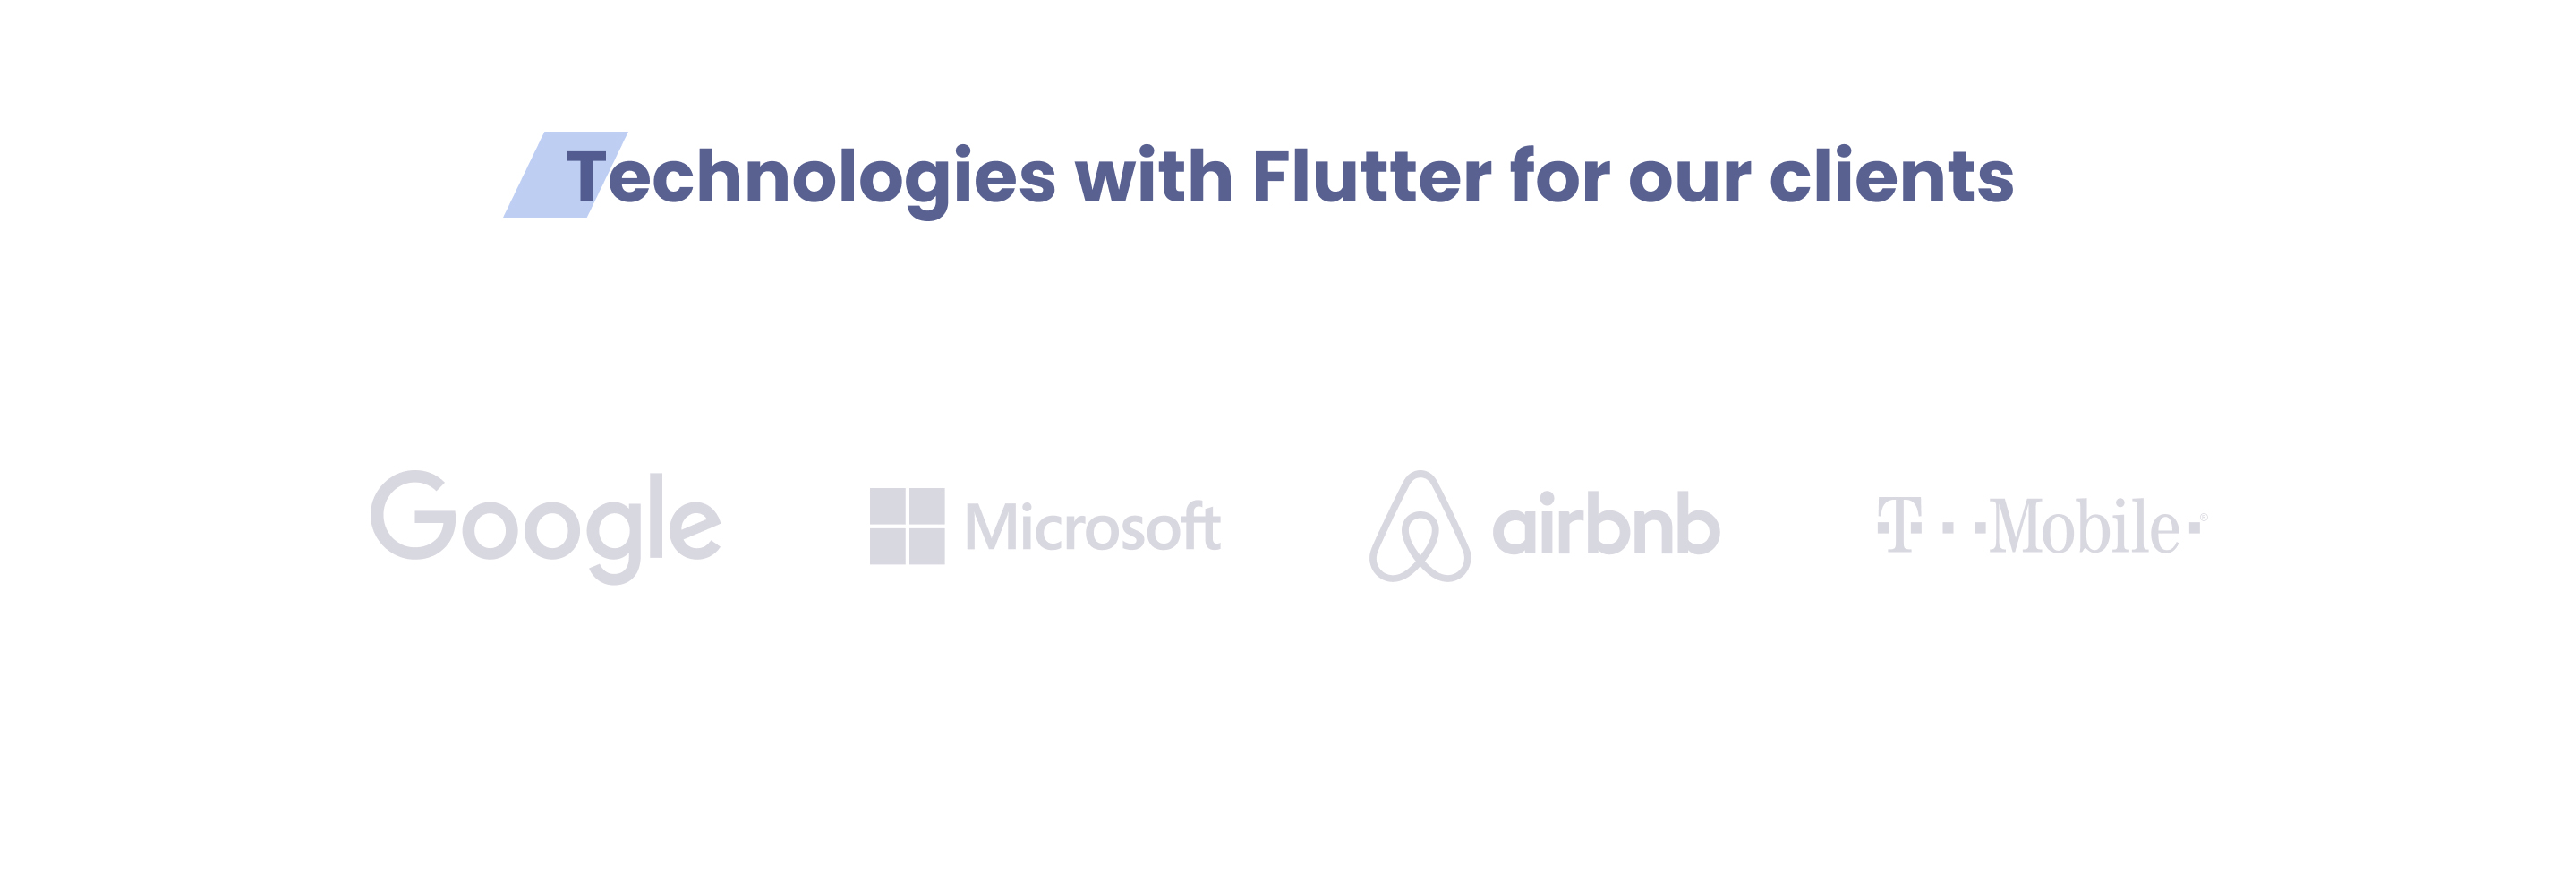 Technologies with Flutter for our clients
Google Microsoft airbnb T · · Mobile · ®